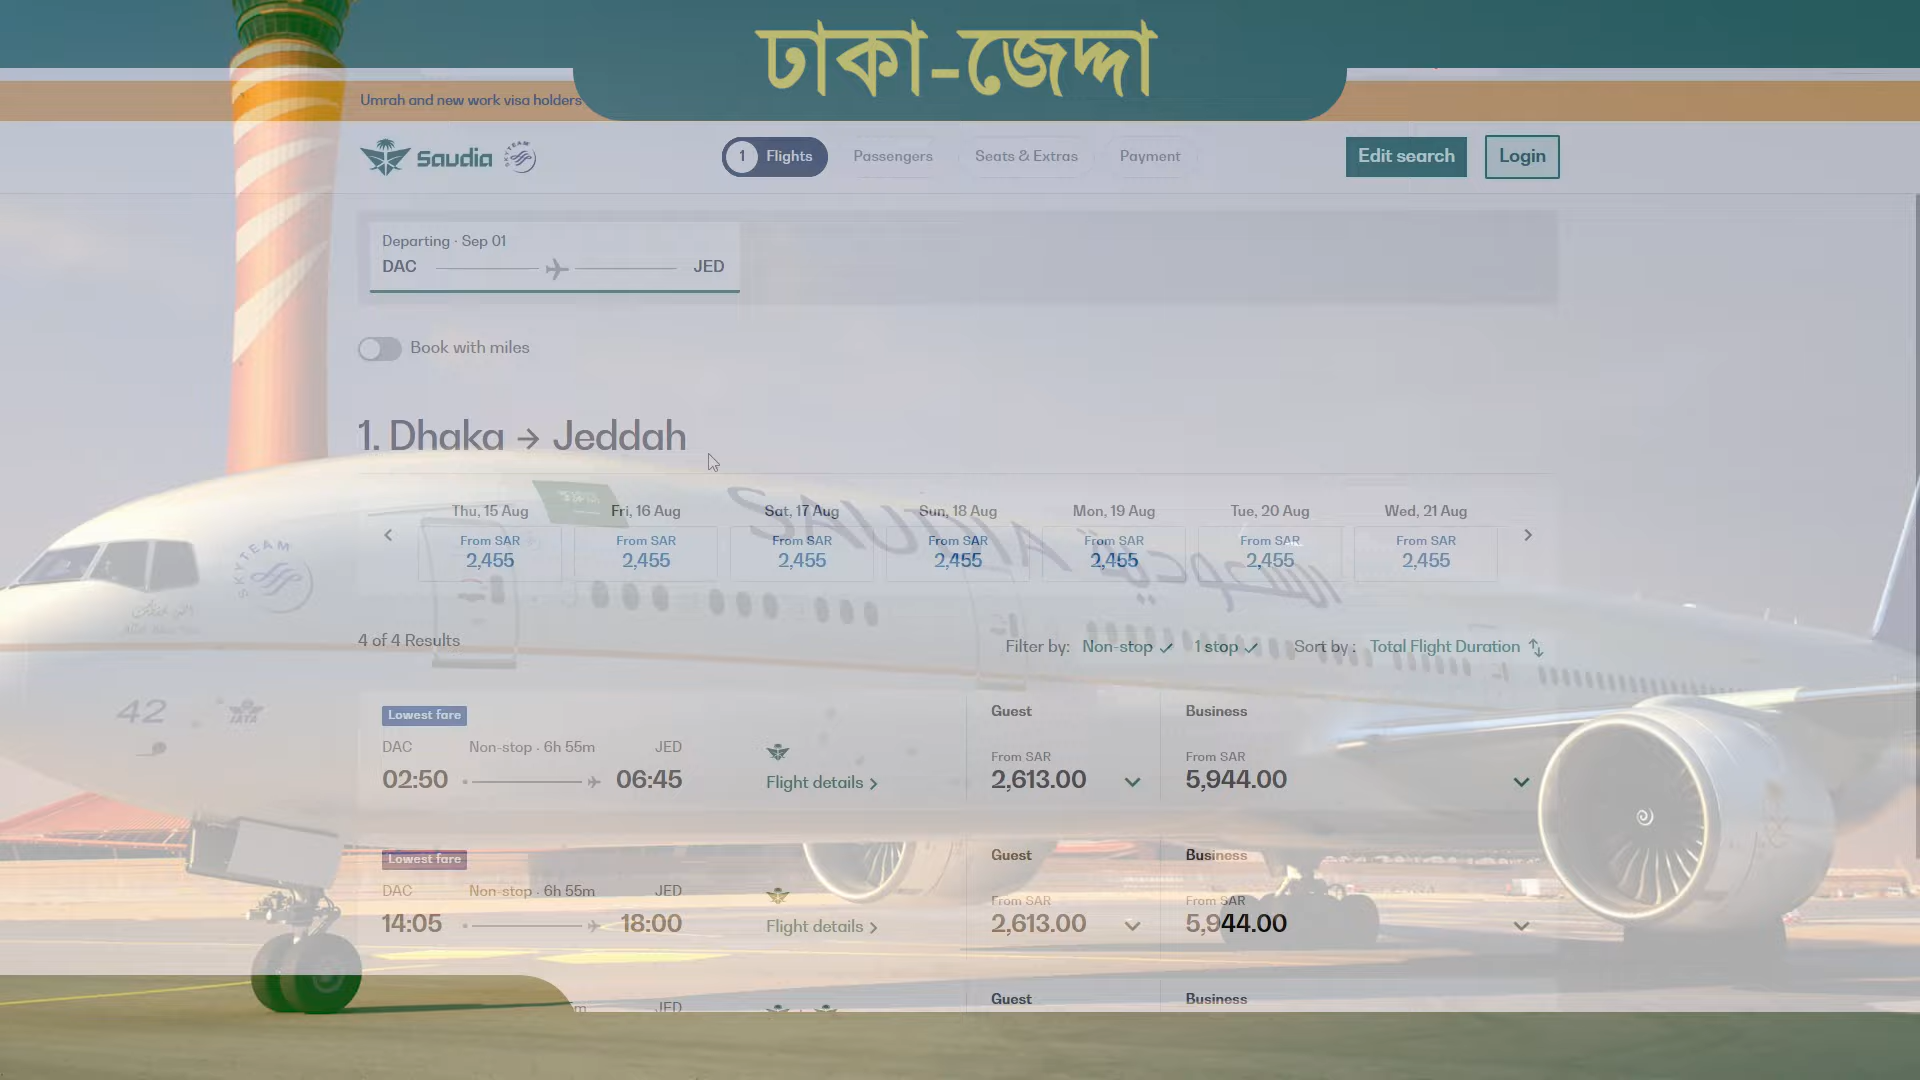 ঢাকা-জেদ্দা
Umrah and new work visa holders
Saudia
SKYTEAM
1 Flights
Passengers
Seats & Extras
Payment
Edit search
Login
Departing · Sep 01
DAC JED
Book with miles
1. Dhaka → Jeddah
Thu, 15 Aug Fri, 16 Aug Sat, 17 Aug Sun, 18 Aug Mon, 19 Aug Tue, 20 Aug Wed, 21 Aug
From SAR From SAR From SAR From SAR From SAR From SAR From SAR
2,455 2,455 2,455 2,455 2,455 2,455 2,455
SKYTEAM
4 of 4 Results
Filter by: Non-stop 1 stop Sort by : Total Flight Duration
42
IATA
Lowest fare
Guest Business
DAC Non-stop · 6h 55m JED
From SAR From SAR
02:50 06:45 Flight details 2,613.00 5,944.00
Lowest fare
Guest Business
DAC Non-stop · 6h 55m JED
From SAR From SAR
14:05 18:00 Flight details 2,613.00 5,944.00
JED
Guest Business